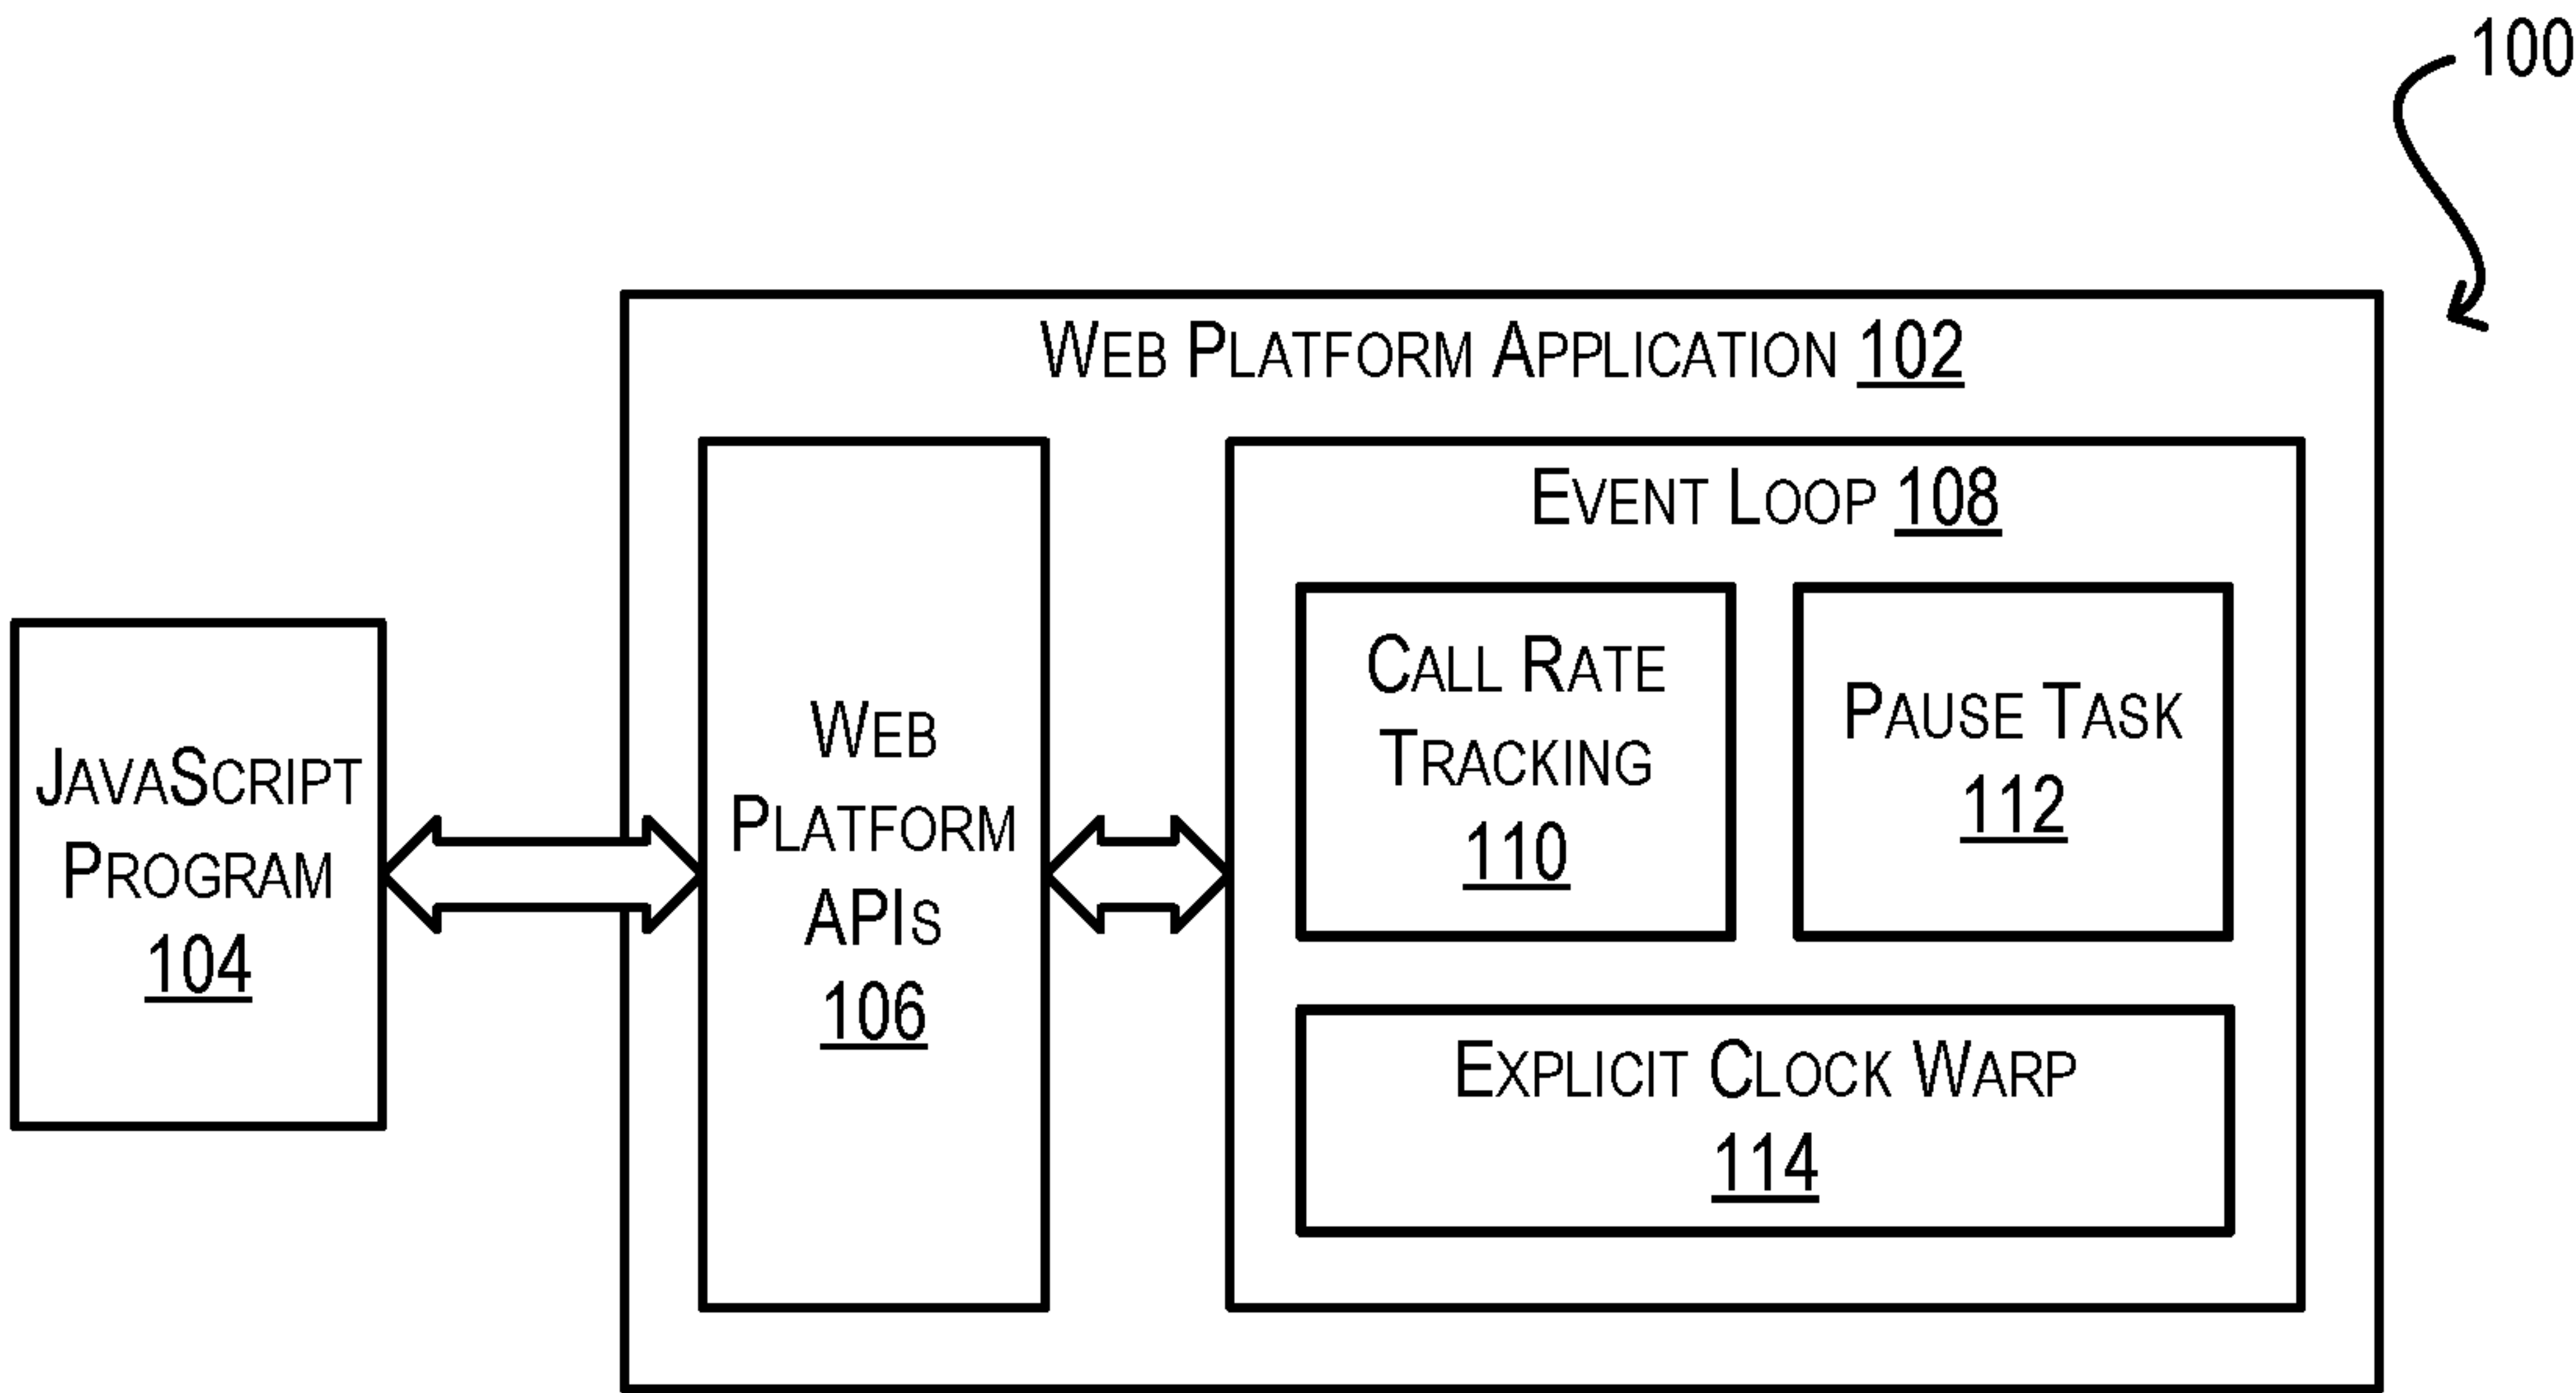 100
Web Platform Application 102
Event Loop 108
JavaScript
Program
104
Web
Platform
APIs
106
Call Rate
Tracking
110
Pause Task
112
Explicit Clock Warp
114